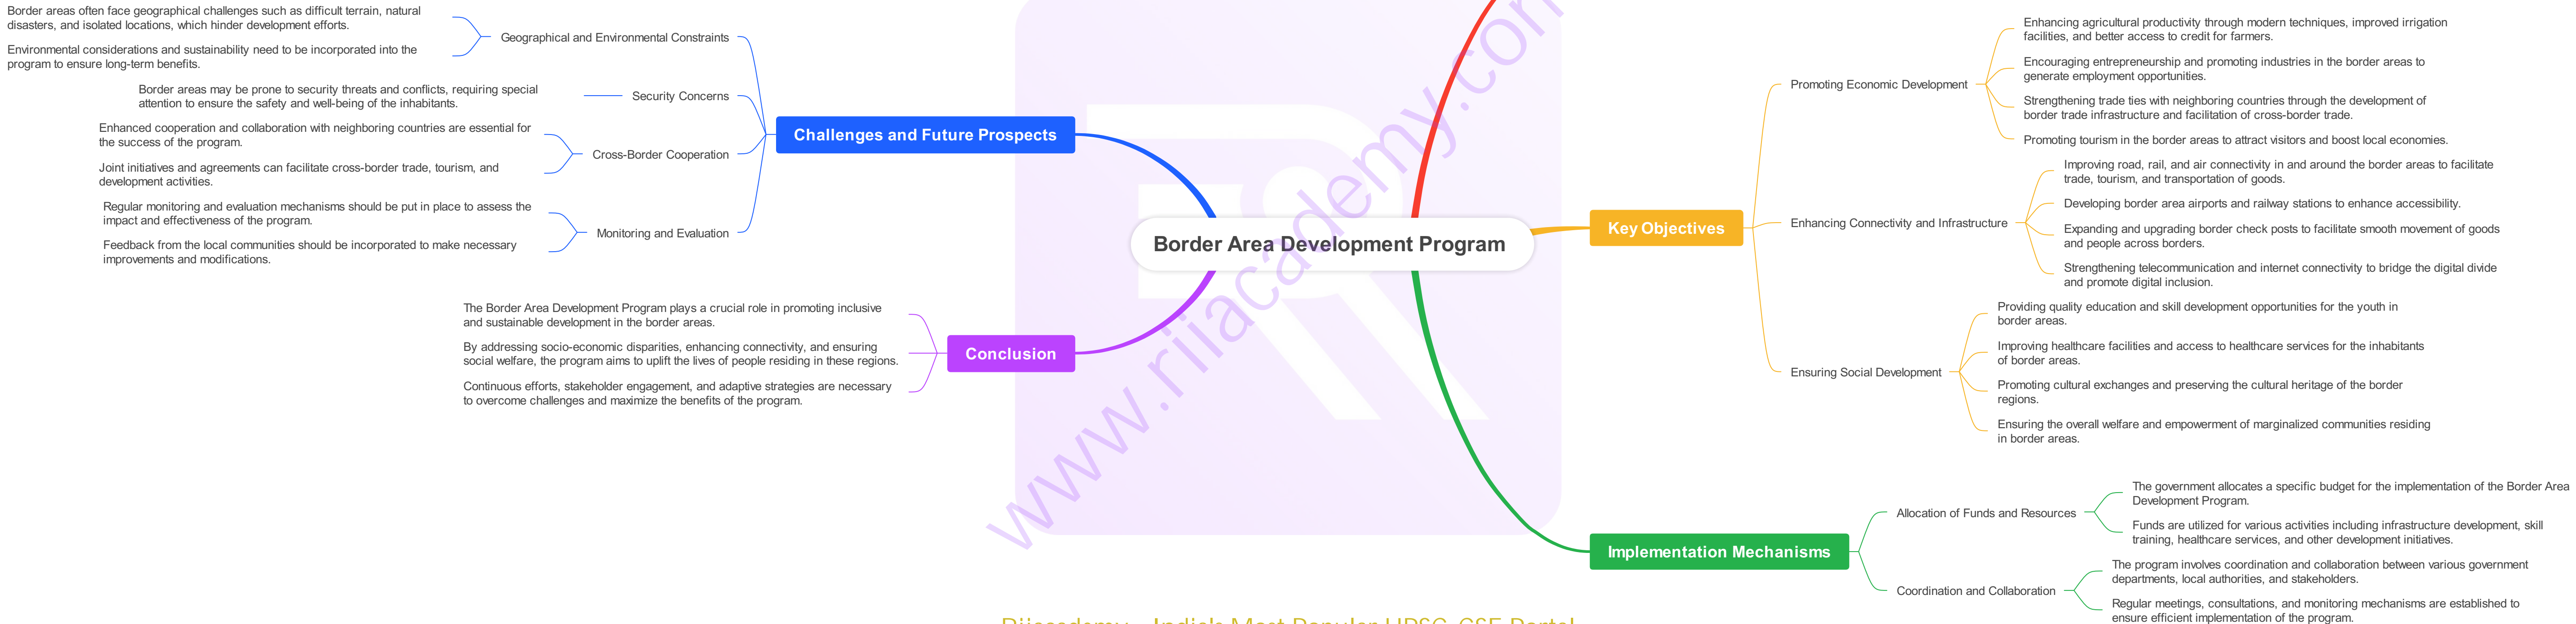 Border Area Development Program
Key Objectives
Promoting Economic Development
Enhancing agricultural productivity through modern techniques, improved irrigation
facilities, and better access to credit for farmers.
Encouraging entrepreneurship and promoting industries in the border areas to
generate employment opportunities.
Strengthening trade ties with neighboring countries through the development of
border trade infrastructure and facilitation of cross-border trade.
Promoting tourism in the border areas to attract visitors and boost local economies.
Enhancing Connectivity and Infrastructure
Improving road, rail, and air connectivity in and around the border areas to facilitate
trade, tourism, and transportation of goods.
Developing border area airports and railway stations to enhance accessibility.
Expanding and upgrading border check posts to facilitate smooth movement of goods
and people across borders.
Strengthening telecommunication and internet connectivity to bridge the digital divide
and promote digital inclusion.
Ensuring Social Development
Providing quality education and skill development opportunities for the youth in
border areas.
Improving healthcare facilities and access to healthcare services for the inhabitants
of border areas.
Promoting cultural exchanges and preserving the cultural heritage of the border
regions.
Ensuring the overall welfare and empowerment of marginalized communities residing
in border areas.
Implementation Mechanisms
Allocation of Funds and Resources
The government allocates a specific budget for the implementation of the Border Area
Development Program.
Funds are utilized for various activities including infrastructure development, skill
training, healthcare services, and other development initiatives.
Coordination and Collaboration
The program involves coordination and collaboration between various government
departments, local authorities, and stakeholders.
Regular meetings, consultations, and monitoring mechanisms are established to
ensure efficient implementation of the program.
Challenges and Future Prospects
Geographical and Environmental Constraints
Border areas often face geographical challenges such as difficult terrain, natural
disasters, and isolated locations, which hinder development efforts.
Environmental considerations and sustainability need to be incorporated into the
program to ensure long-term benefits.
Security Concerns
Border areas may be prone to security threats and conflicts, requiring special
attention to ensure the safety and well-being of the inhabitants.
Cross-Border Cooperation
Enhanced cooperation and collaboration with neighboring countries are essential for
the success of the program.
Joint initiatives and agreements can facilitate cross-border trade, tourism, and
development activities.
Monitoring and Evaluation
Regular monitoring and evaluation mechanisms should be put in place to assess the
impact and effectiveness of the program.
Feedback from the local communities should be incorporated to make necessary
improvements and modifications.
Conclusion
The Border Area Development Program plays a crucial role in promoting inclusive
and sustainable development in the border areas.
By addressing socio-economic disparities, enhancing connectivity, and ensuring
social welfare, the program aims to uplift the lives of people residing in these regions.
Continuous efforts, stakeholder engagement, and adaptive strategies are necessary
to overcome challenges and maximize the benefits of the program.
www.rijacademy.com
India's Most Popular UPSC-CSE Portal